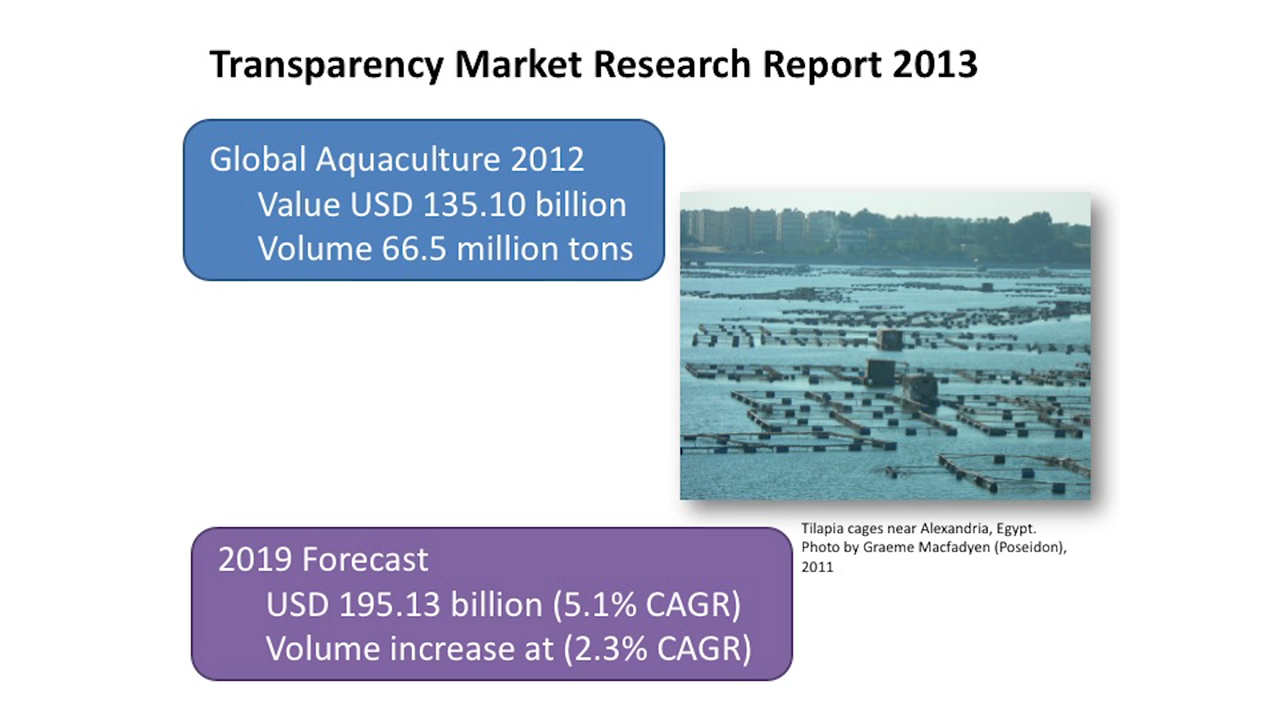 Transparency Market Research Report 2013
Global Aquaculture 2012
Value USD 135.10 billion
Volume 66.5 million tons
Tilapia cages near Alexandria, Egypt.
Photo by Graeme Macfadyen (Poseidon),
2011
2019 Forecast
USD 195.13 billion (5.1% CAGR)
Volume increase at (2.3% CAGR)